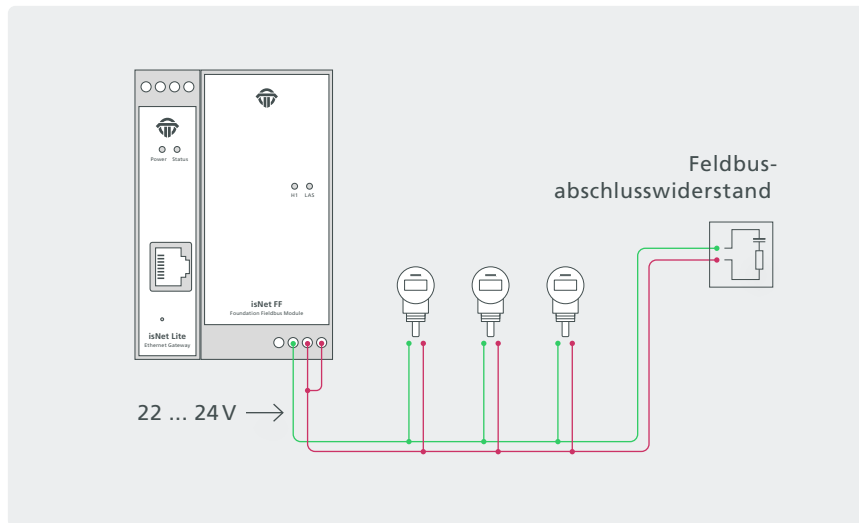 Power Status
H1 LAS
isNet FF
Foundation Fieldbus Module
isNet Lite
Ethernet Gateway
22 ... 24 V
Feldbus-
abschlusswiderstand